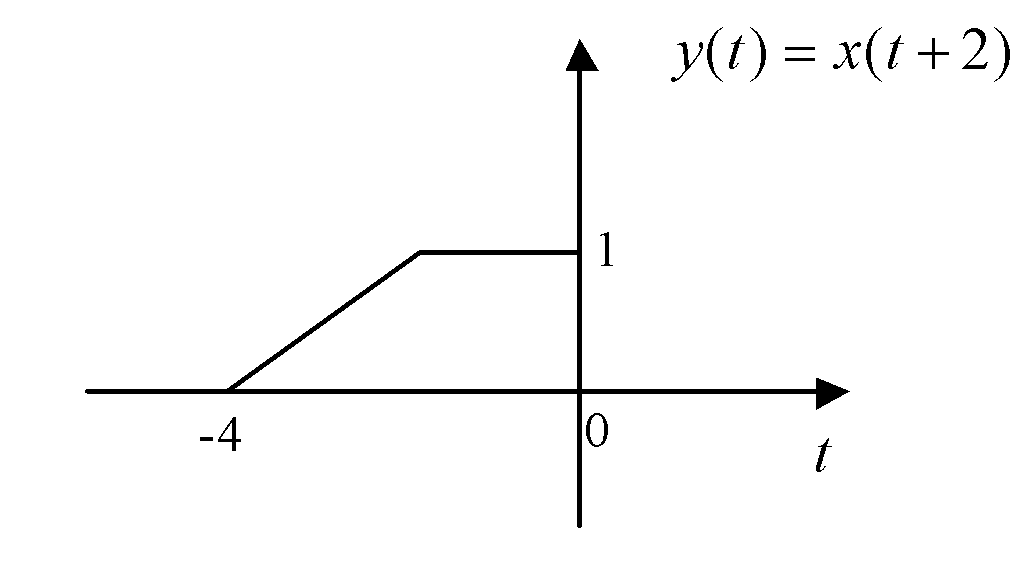 y(t) = x(t + 2)
1
-4
0
t